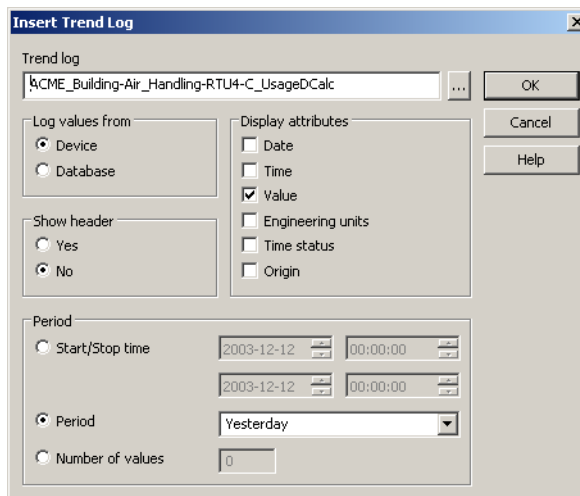 Insert Trend Log
Trend log
ACME_Building-Air_Handling-RTU4-C_UsageDCalc
...
OK
Cancel
Help
Log values from
Device
Database
Display attributes
Date
Time
Value
Engineering units
Time status
Origin
Show header
Yes
No
Period
Start/Stop time
2003-12-12 00:00:00
2003-12-12 00:00:00
Period
Yesterday
Number of values
0